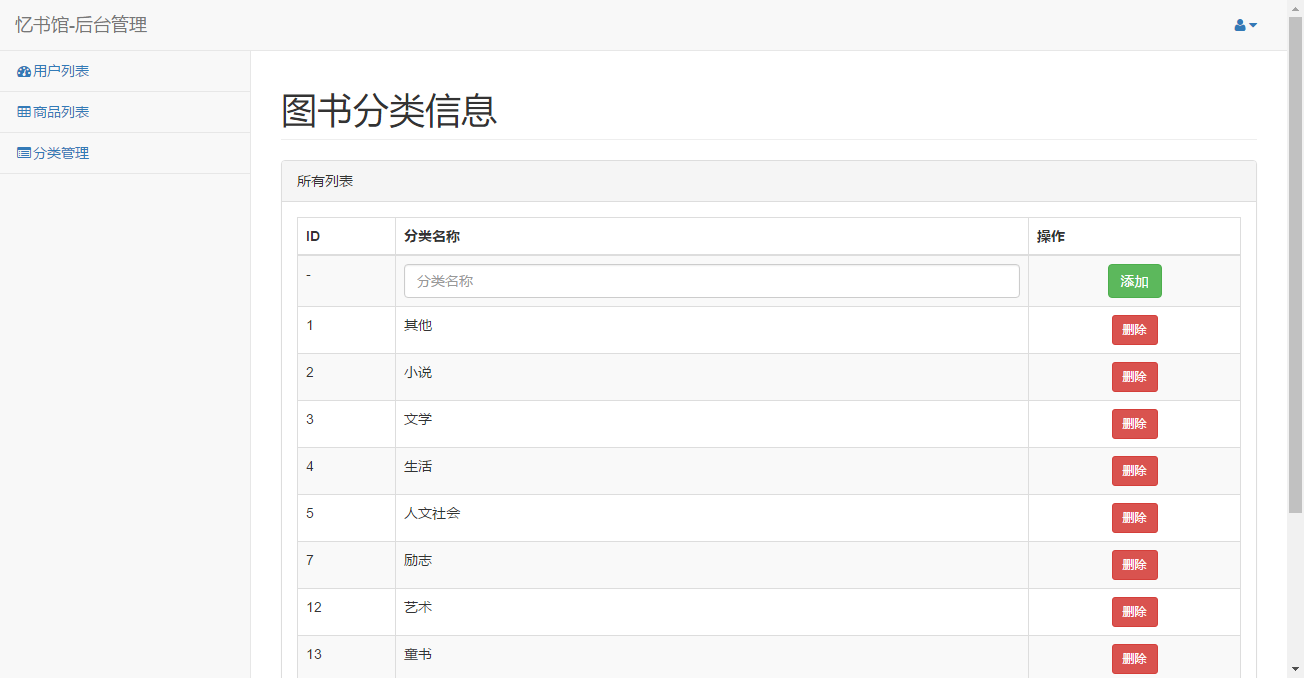 忆书馆-后台管理
用户列表
商品列表
分类管理
图书分类信息
所有列表
ID 分类名称 操作
- 分类名称 添加
1 其他 删除
2 小说 删除
3 文学 删除
4 生活 删除
5 人文社会 删除
7 励志 删除
12 艺术 删除
13 童书 删除